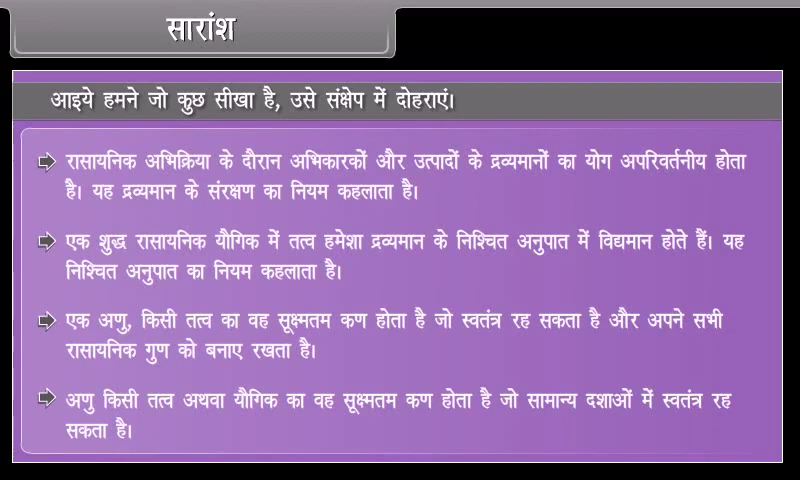 सारांश
आइये हमने जो कुछ सीखा है, उसे संक्षेप में दोहराएं।
रासायनिक अभिक्रिया के दौरान अभिकारकों और उत्पादों के द्रव्यमानों का योग अपरिवर्तनीय होता
है। यह द्रव्यमान के संरक्षण का नियम कहलाता है।
एक शुद्ध रासायनिक यौगिक में तत्व हमेशा द्रव्यमान के निश्चित अनुपात में विद्यमान होते हैं। यह
निश्चित अनुपात का नियम कहलाता है।
एक अणु, किसी तत्व का वह सूक्ष्मतम कण होता है जो स्वतंत्र रह सकता है और अपने सभी
रासायनिक गुण को बनाए रखता है।
अणु किसी तत्व अथवा यौगिक का वह सूक्ष्मतम कण होता है जो सामान्य दशाओं में स्वतंत्र रह
सकता है।